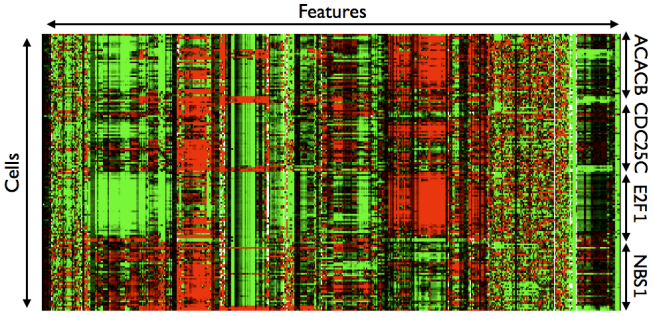 Features
Cells
ACACB
CDC25C
E2F1
NBS1